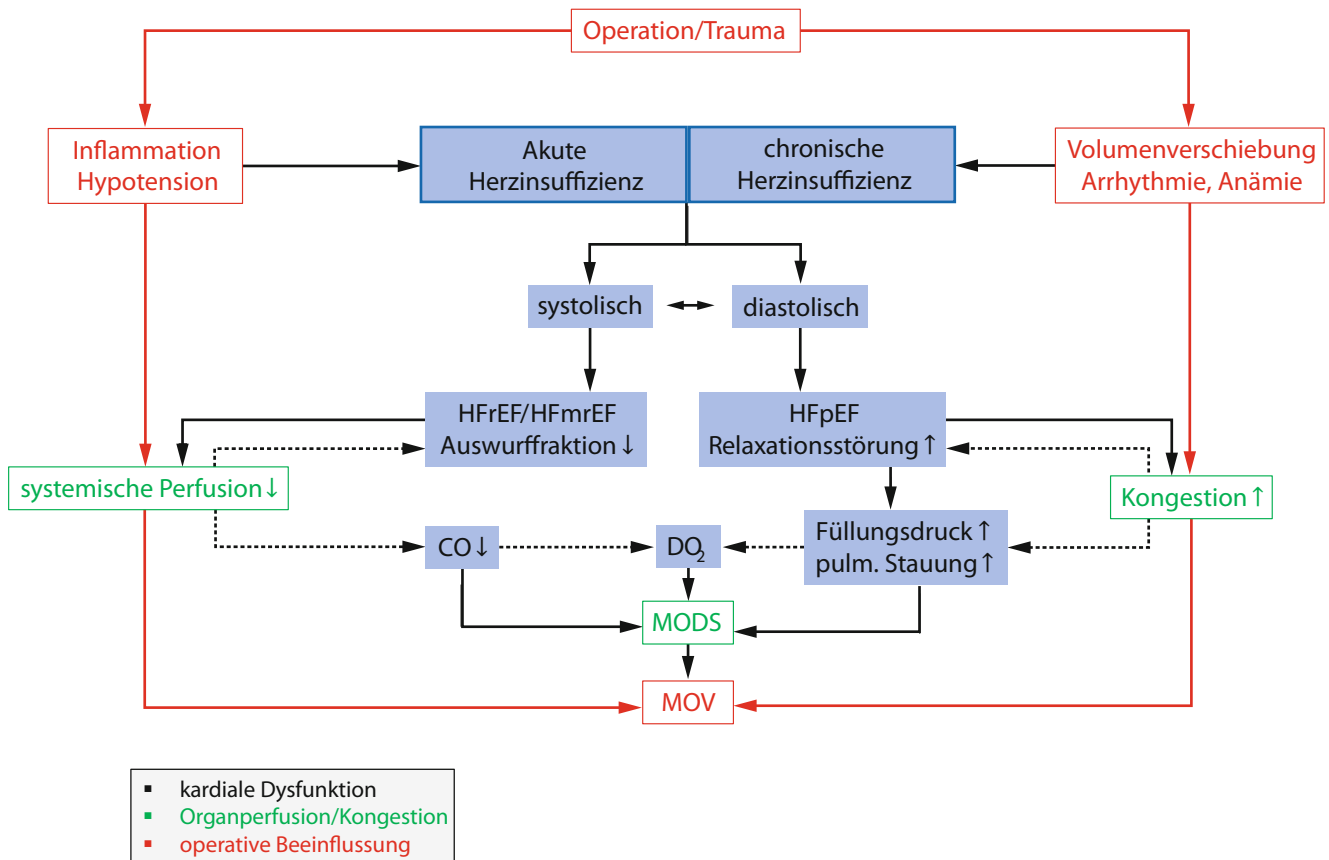 Operation/Trauma
Inflammation
Hypotension
Akute
Herzinsuffizienz
chronische
Herzinsuffizienz
Volumenverschiebung
Arrhythmie, Anämie
systolisch
diastolisch
HFrEF/HFmrEF
Auswurffraktion↓
HFpEF
Relaxationsstörung↑
systemische Perfusion↓
Kongestion↑
CO↓
DO₂
Füllungsdruck↑
pulm. Stauung↑
MODS
MOV
▪ kardiale Dysfunktion
▪ Organperfusion/Kongestion
▪ operative Beeinflussung